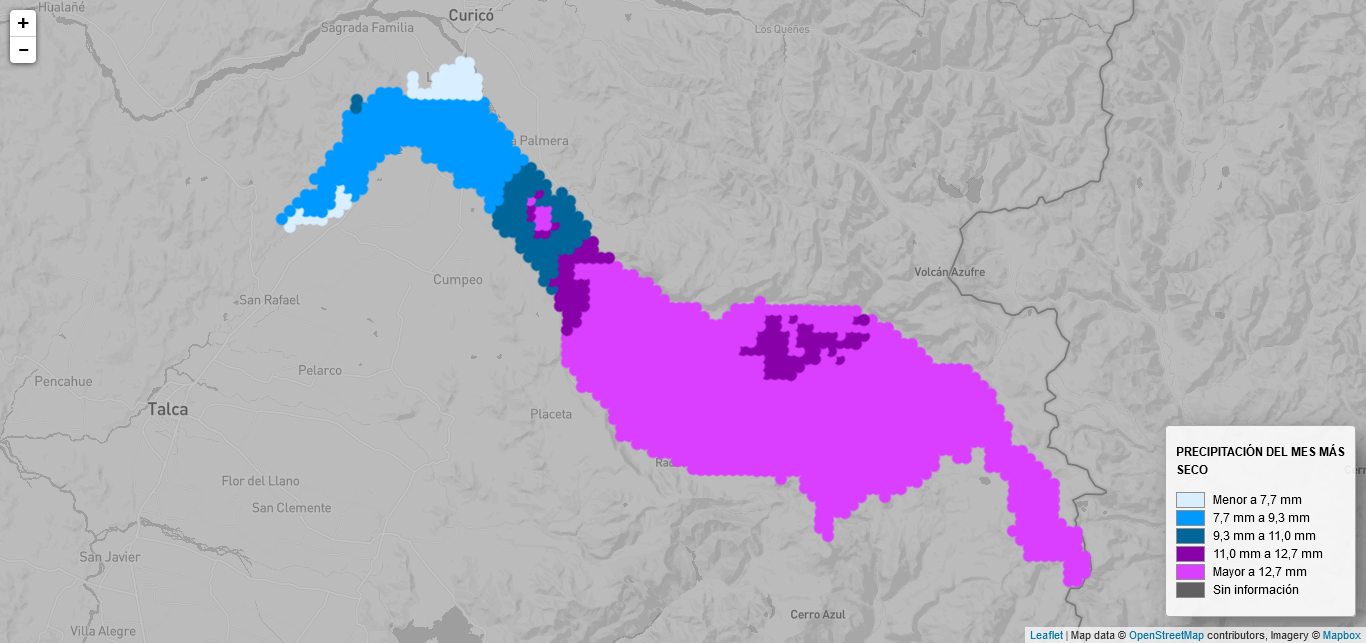 +
−
Hualañé
Curicó
Sagrada Familia
Los Queñes
Palmera
Cumpeo
San Rafael
Volcán Azufre
Pelarco
Pencahue
Talca
Placeta
Flor del Llano
San Clemente
San Javier
Cerro Azul
Villa Alegre
PRECIPITACIÓN DEL MES MÁS
SECO
Menor a 7,7 mm
7,7 mm a 9,3 mm
9,3 mm a 11,0 mm
11,0 mm a 12,7 mm
Mayor a 12,7 mm
Sin información
Leaflet | Map data © OpenStreetMap contributors, Imagery © Mapbox